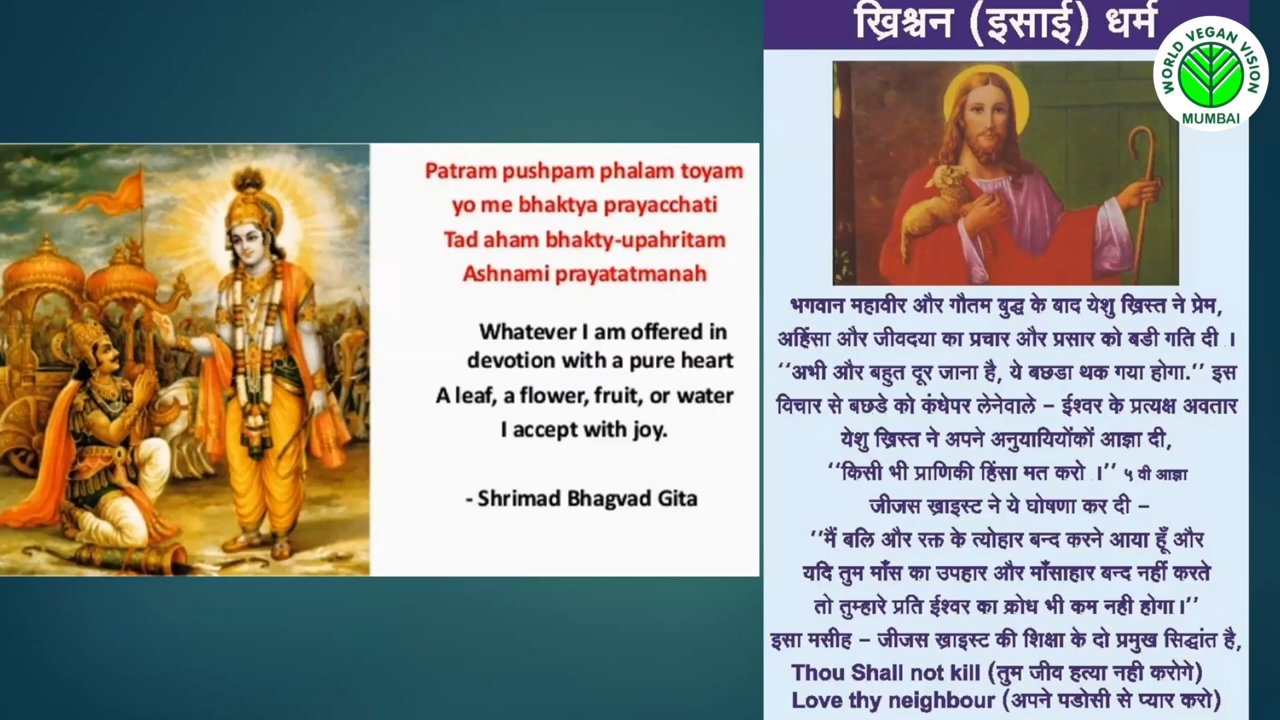 Patram pushpam phalam toyam
yo me bhaktya prayacchati
Tad aham bhakty-upahritam
Ashnami prayatatmanah
Whatever I am offered in
devotion with a pure heart
A leaf, a flower, fruit, or water
I accept with joy.
- Shrimad Bhagvad Gita
ख्रिश्चन (इसाई) धर्म
WORLD VEGAN VISION
MUMBAI
भगवान महावीर और गौतम बुद्ध के बाद येशु ख्रिस्त ने प्रेम,
अहिंसा और जीवदया का प्रचार और प्रसार को बडी गति दी ।
‘‘अभी और बहुत दूर जाना है, ये बछडा थक गया होगा.’’ इस
विचार से बछडे को कंधेपर लेनेवाले – ईश्वर के प्रत्यक्ष अवतार
येशु ख्रिस्त ने अपने अनुयायियोंकों आज्ञा दी,
‘‘किसी भी प्राणिकी हिंसा मत करो ।’’ ५ वी आज्ञा
जीजस ख्राइस्ट ने ये घोषणा कर दी –
’’मैं बलि और रक्त के त्योहार बन्द करने आया हूँ और
यदि तुम माँस का उपहार और माँसाहार बन्द नहीं करते
तो तुम्हारे प्रति ईश्वर का क्रोध भी कम नही होगा।’’
इसा मसीह – जीजस ख्राइस्ट की शिक्षा के दो प्रमुख सिद्धांत है,
Thou Shall not kill (तुम जीव हत्या नही करोगे)
Love thy neighbour (अपने पडोसी से प्यार करो)